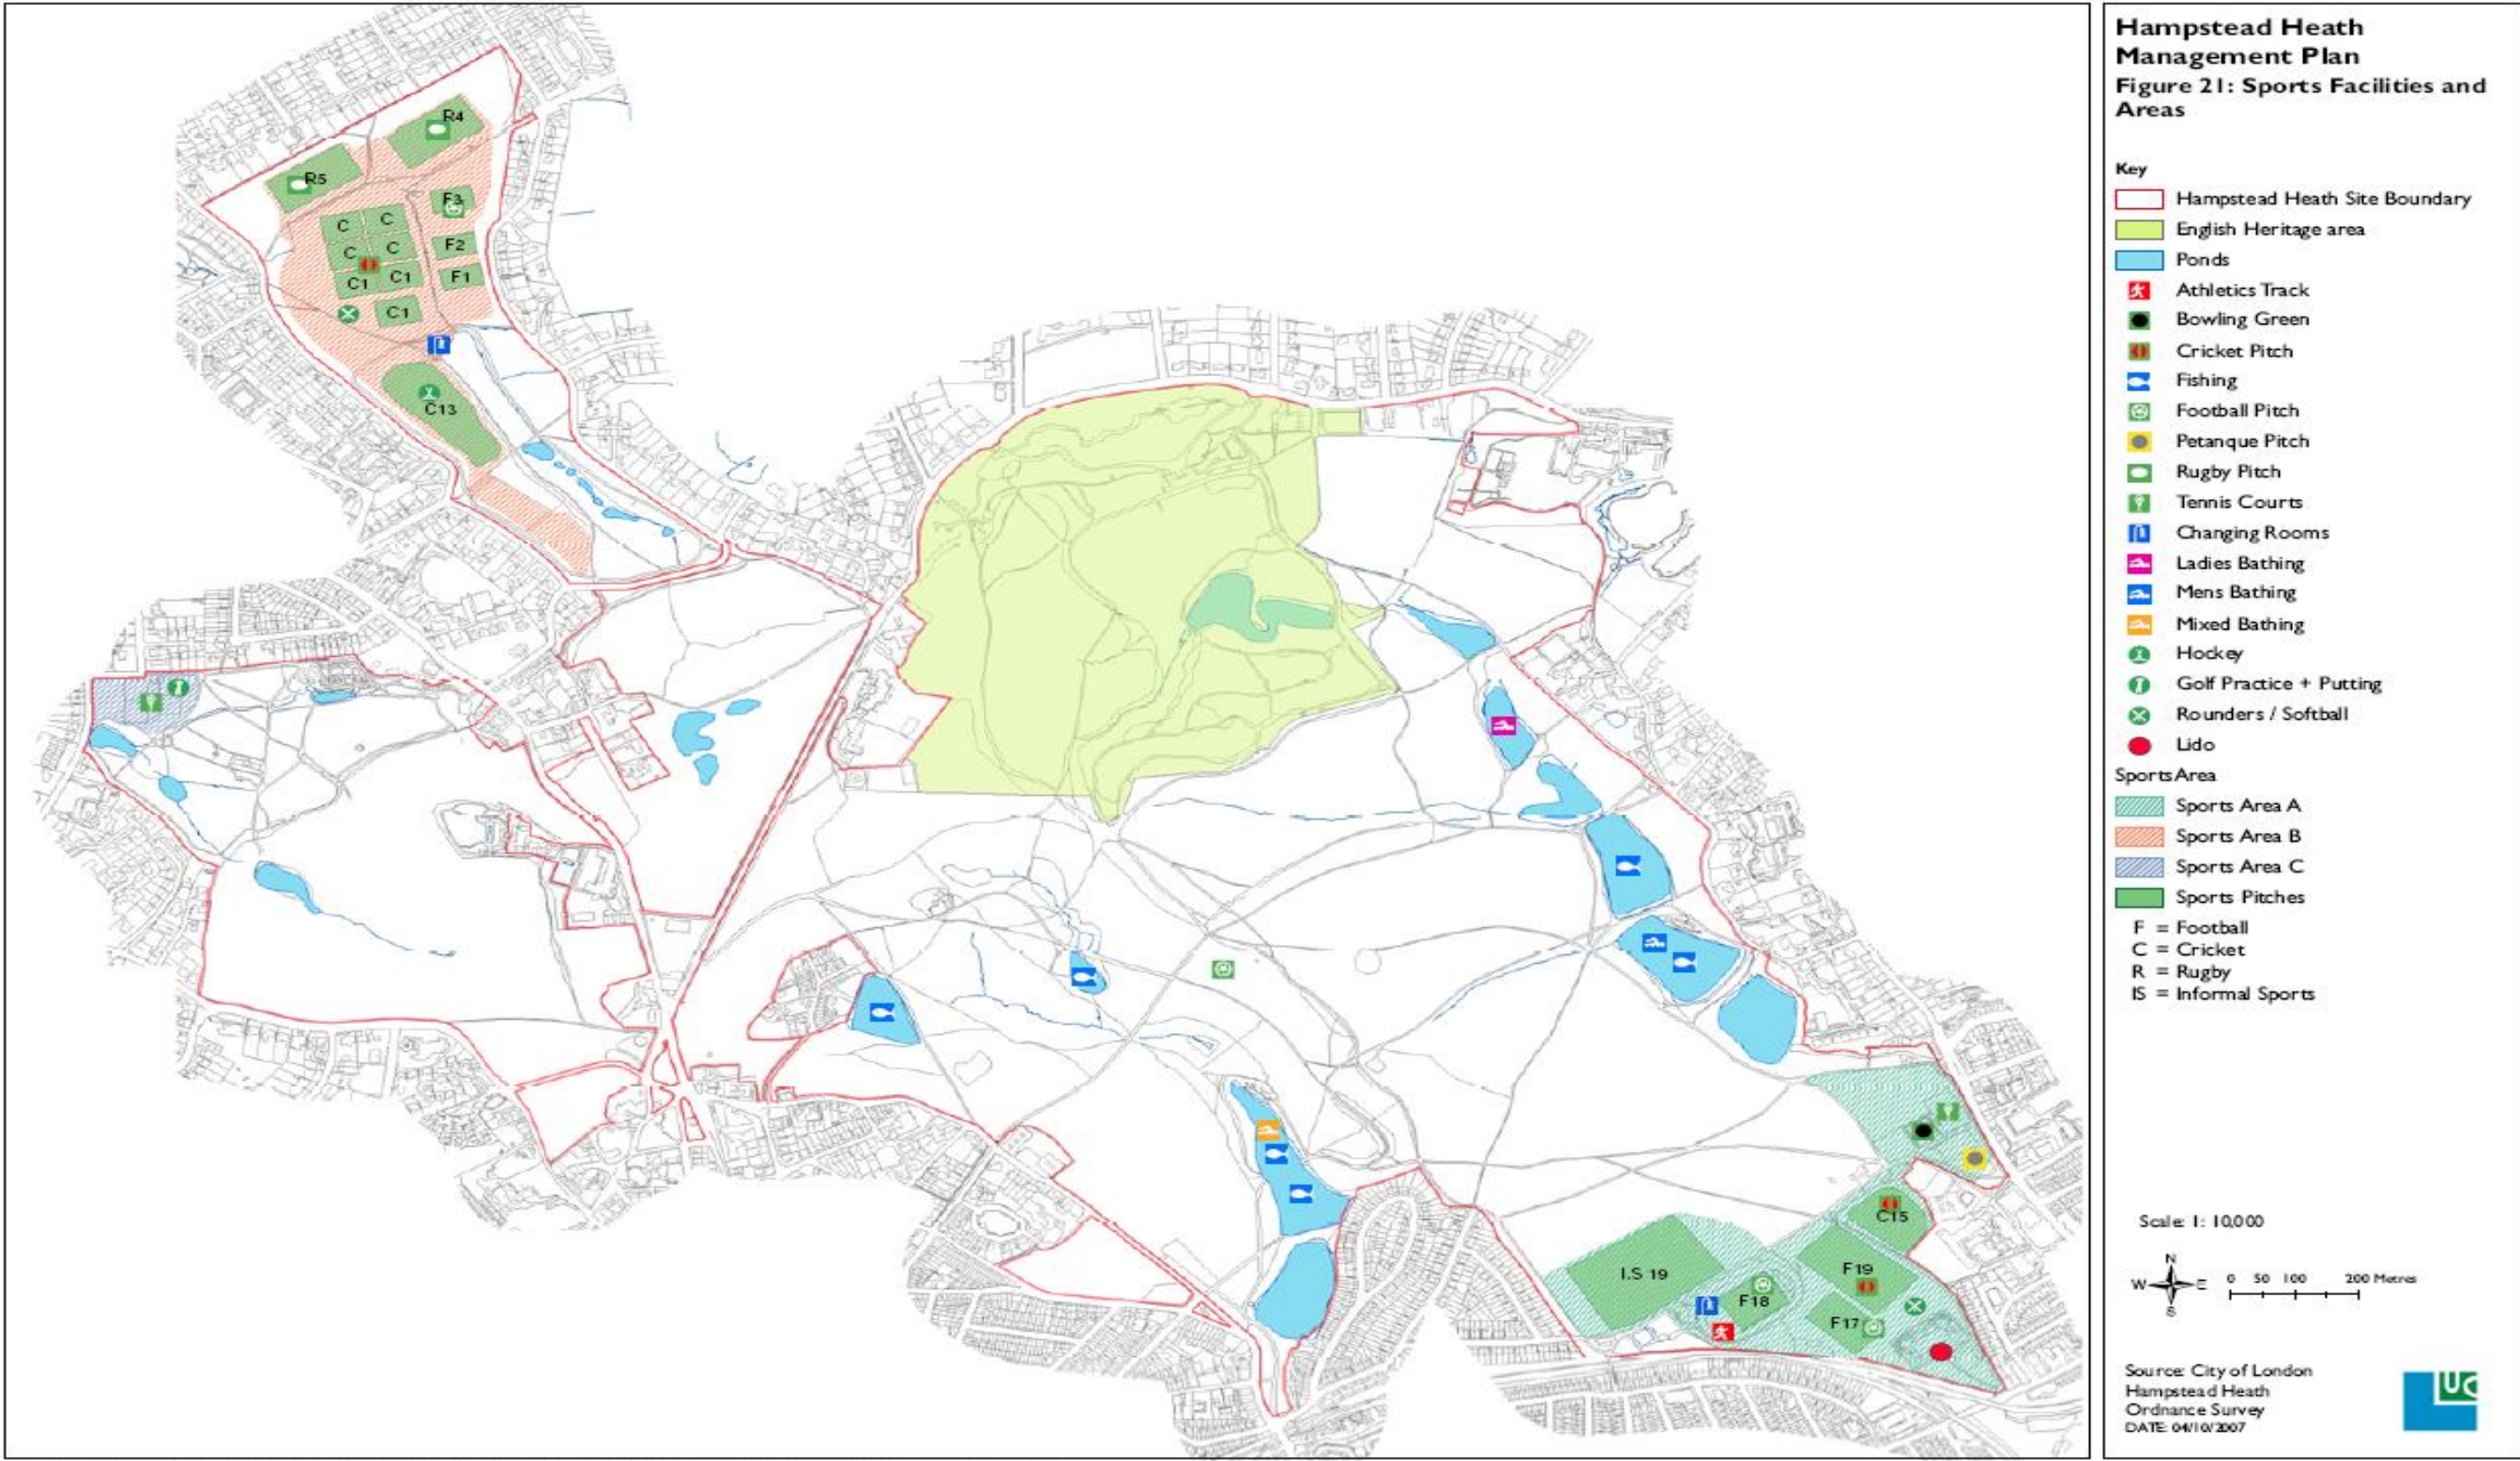 R4
R5
F3
C
C
C
C
F2
C1
C1
F1
C1
C13
C15
I.S 19
F19
F18
F17
Hampstead Heath
Management Plan
Figure 21: Sports Facilities and
Areas
Key
Hampstead Heath Site Boundary
English Heritage area
Ponds
Athletics Track
Bowling Green
Cricket Pitch
Fishing
Football Pitch
Petanque Pitch
Rugby Pitch
Tennis Courts
Changing Rooms
Ladies Bathing
Mens Bathing
Mixed Bathing
Hockey
Golf Practice + Putting
Rounders / Softball
Lido
Sports Area
Sports Area A
Sports Area B
Sports Area C
Sports Pitches
F = Football
C = Cricket
R = Rugby
IS = Informal Sports
Scale: 1: 10,000
N
W E
S
0 50 100 200 Metres
Source: City of London
Hampstead Heath
Ordnance Survey
DATE: 04/10/2007
LUC